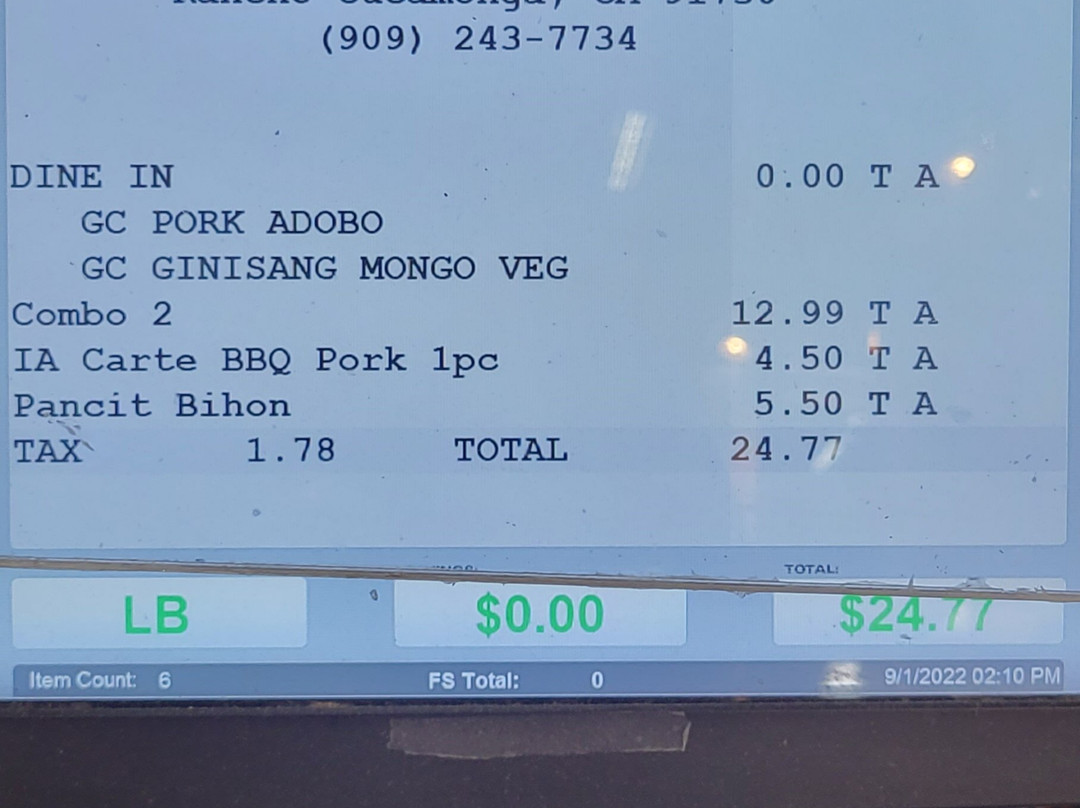 (909) 243-7734
DINE IN 0.00 T A
GC PORK ADOBO
GC GINISANG MONGO VEG
Combo 2 12.99 T A
IA Carte BBQ Pork 1pc 4.50 T A
Pancit Bihon 5.50 T A
TAX 1.78 TOTAL 24.77
TOTAL:
LB $0.00 $24.77
Item Count: 6 FS Total: 0 9/1/2022 02:10 PM